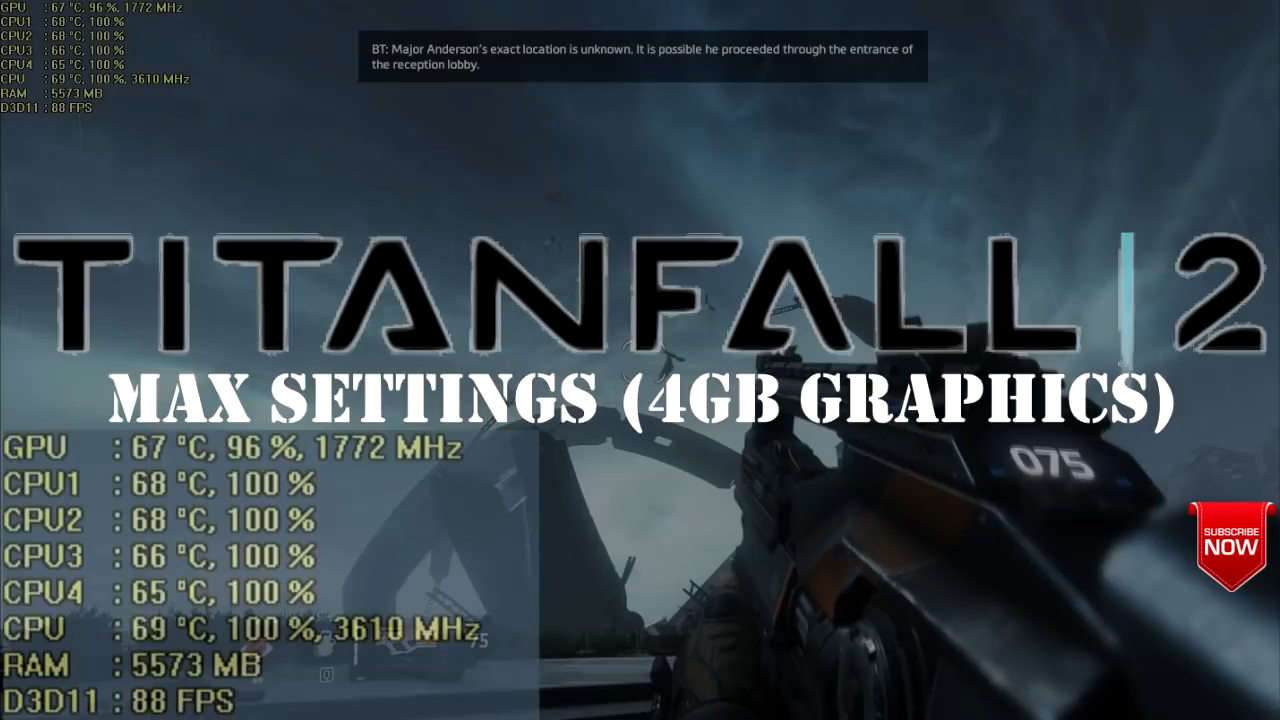 GPU : 67 °C, 96 %, 1772 MHz
CPU1 : 68 °C, 100 %
CPU2 : 68 °C, 100 %
CPU3 : 66 °C, 100 %
CPU4 : 65 °C, 100 %
CPU : 69 °C, 100 %, 3610 MHz
RAM : 5573 MB
D3D11 : 88 FPS
BT: Major Anderson's exact location is unknown. It is possible he proceeded through the entrance of
the reception lobby.
TITANFALL | 2
MAX SETTINGS (4GB GRAPHICS)
075
GPU : 67 °C, 96 %, 1772 MHz
CPU1 : 68 °C, 100 %
CPU2 : 68 °C, 100 %
CPU3 : 66 °C, 100 %
CPU4 : 65 °C, 100 %
CPU : 69 °C, 100 %, 3610 MHz
RAM : 5573 MB
D3D11 : 88 FPS
75
Q
SUBSCRIBE
NOW